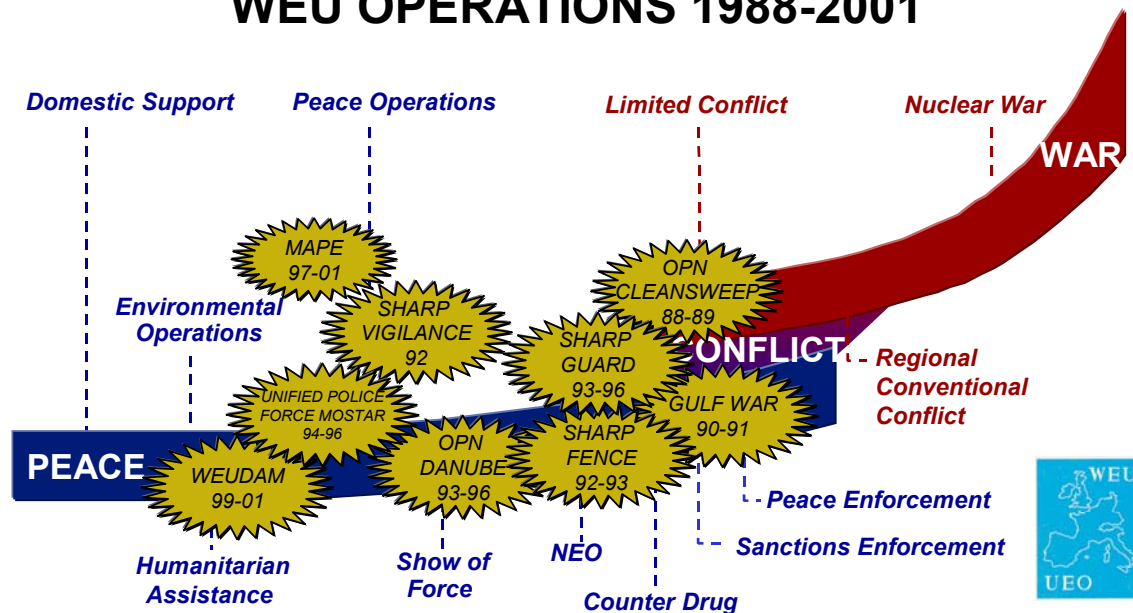 WEU OPERATIONS 1988-2001
Domestic Support
Peace Operations
Limited Conflict
Nuclear War
WAR
MAPE
97-01
OPN
CLEANSWEEP
88-89
Environmental
Operations
SHARP
VIGILANCE
92
SHARP
GUARD
93-96
ONFLICT
Regional
Conventional
Conflict
UNIFIED POLICE
FORCE MOSTAR
94-96
GULF WAR
90-91
PEACE
WEUDAM
99-01
OPN
DANUBE
93-96
SHARP
FENCE
92-93
Peace Enforcement
Sanctions Enforcement
Humanitarian
Assistance
Show of
Force
NEO
Counter Drug
WEU
UEO